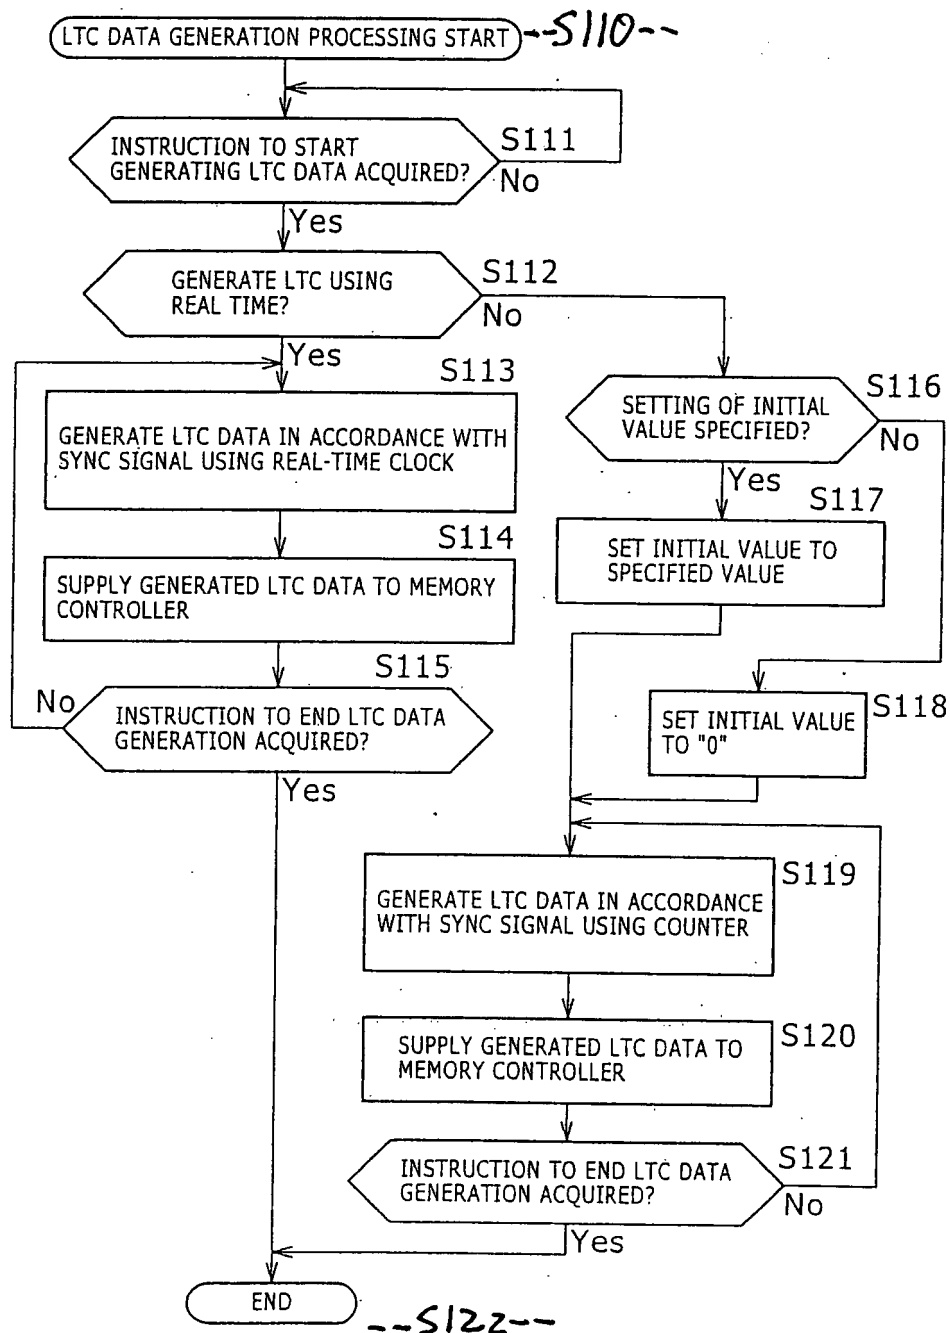 LTC DATA GENERATION PROCESSING START --S110--
INSTRUCTION TO START
GENERATING LTC DATA ACQUIRED?
S111
No
Yes
GENERATE LTC USING
REAL TIME?
S112
No
Yes
S113
GENERATE LTC DATA IN ACCORDANCE WITH
SYNC SIGNAL USING REAL-TIME CLOCK
S114
SUPPLY GENERATED LTC DATA TO MEMORY
CONTROLLER
S115
No
INSTRUCTION TO END LTC DATA
GENERATION ACQUIRED?
Yes
SETTING OF INITIAL
VALUE SPECIFIED?
S116
No
Yes
S117
SET INITIAL VALUE TO
SPECIFIED VALUE
SET INITIAL VALUE
TO "0"
S118
GENERATE LTC DATA IN ACCORDANCE
WITH SYNC SIGNAL USING COUNTER
S119
SUPPLY GENERATED LTC DATA TO
MEMORY CONTROLLER
S120
INSTRUCTION TO END LTC DATA
GENERATION ACQUIRED?
S121
No
Yes
END
--S122--